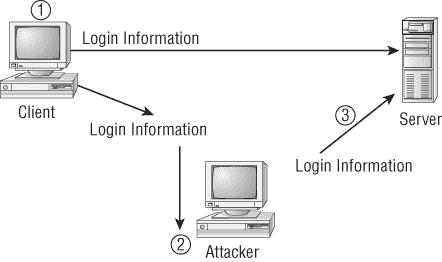 1
Login Information
Client
Server
3
Login Information
Login Information
2
Attacker